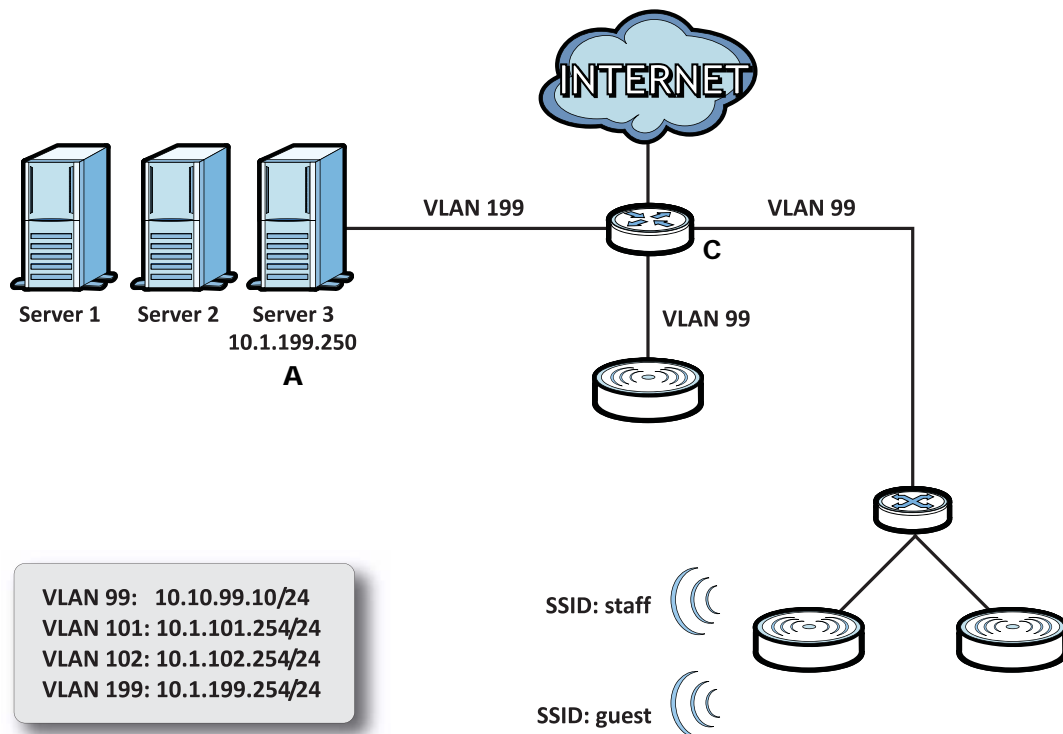 INTERNET
VLAN 199
VLAN 99
C
Server 1
Server 2
Server 3
10.1.199.250
A
VLAN 99
VLAN 99: 10.10.99.10/24
VLAN 101: 10.1.101.254/24
VLAN 102: 10.1.102.254/24
VLAN 199: 10.1.199.254/24
SSID: staff
SSID: guest